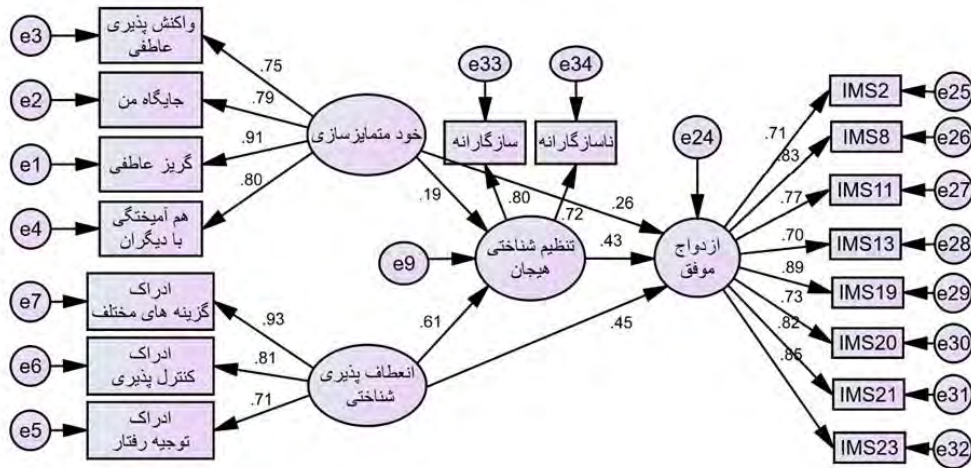 e3
واکنش پذیری
عاطفی
.75
e2
جایگاه من
.79
e1
گریز عاطفی
.91
e4
هم آمیختگی
با دیگران
.80
خود متمایزسازی
e33
e34
سازگارانه
ناسازگارانه
.80
.72
.19
.26
e24
e9
تنظیم شناختی
هیجان
.43
ازدواج
موفق
e7
ادراک
گزینه های مختلف
.93
e6
ادراک
کنترل پذیری
.81
e5
ادراک
توجیه رفتار
.71
انعطاف پذیری
شناختی
.61
.45
.71
IMS2
e25
.83
IMS8
e26
.77
IMS11
e27
.70
IMS13
e28
.89
IMS19
e29
.73
IMS20
e30
.82
IMS21
e31
.85
IMS23
e32